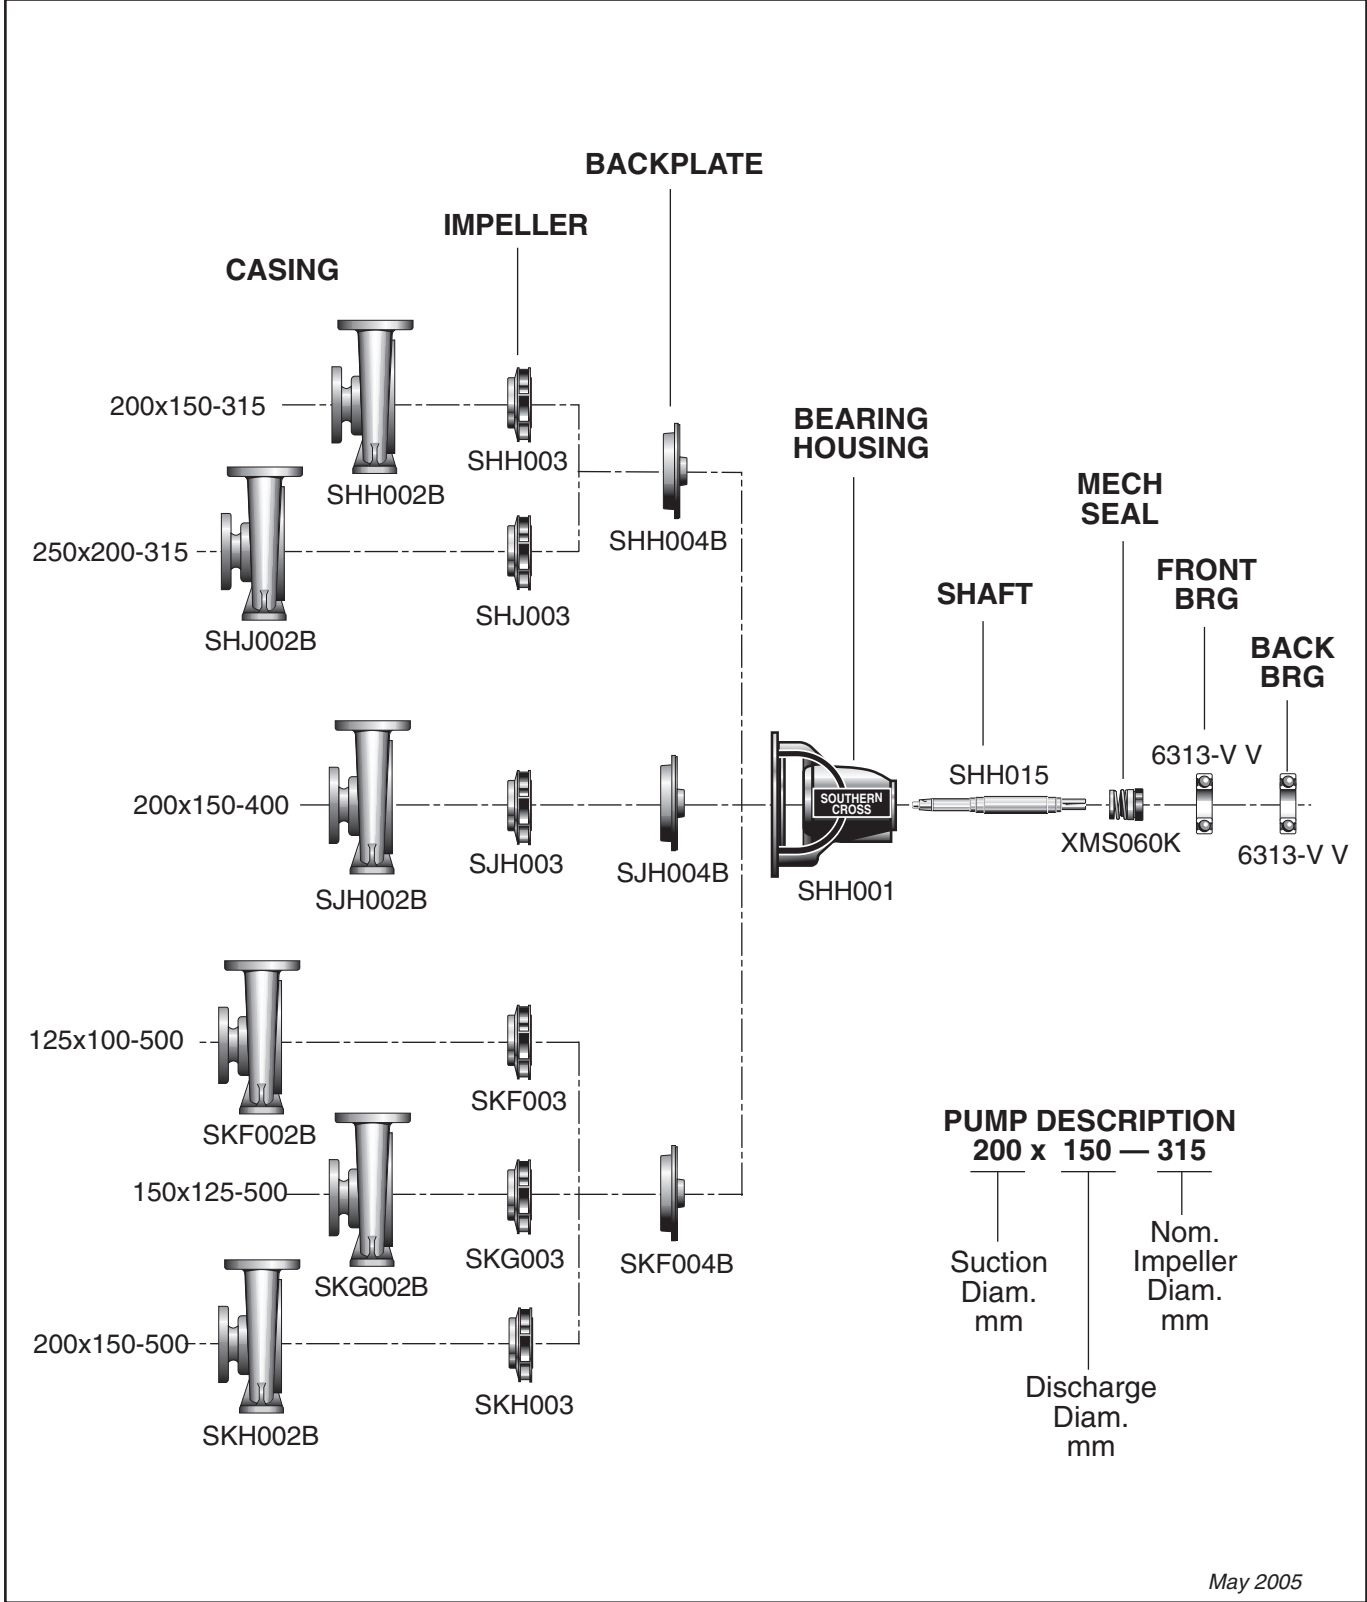 BACKPLATE
IMPELLER
CASING
200x150-315
SHH002B
SHH003
250x200-315
SHJ002B
SHJ003
SHH004B
BEARING
HOUSING
MECH
SEAL
SHAFT
FRONT
BRG
BACK
BRG
200x150-400
SJH002B
SJH003
SJH004B
SOUTHERN
CROSS
SHH001
SHH015
XMS060K
6313-V V
6313-V V
125x100-500
SKF002B
SKF003
150x125-500
SKG002B
SKG003
SKF004B
200x150-500
SKH002B
SKH003
PUMP DESCRIPTION
200 x 150 — 315
Suction
Diam.
mm
Discharge
Diam.
mm
Nom.
Impeller
Diam.
mm
May 2005